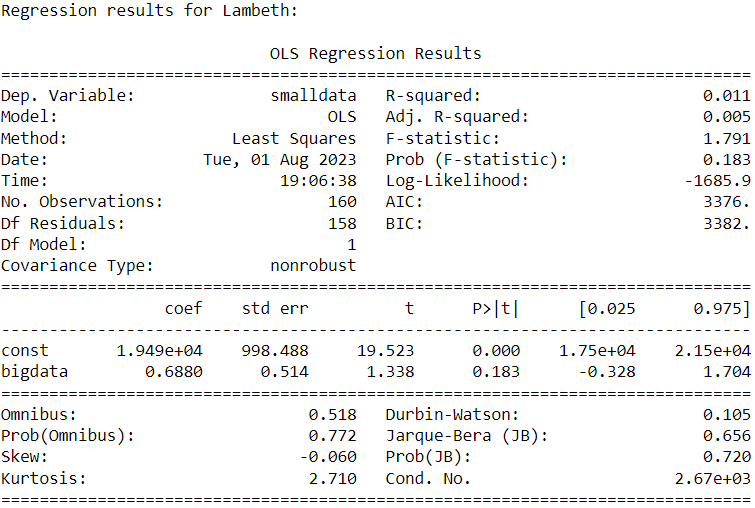 Regression results for Lambeth:
OLS Regression Results
==============================================================================
Dep. Variable: smalldata R-squared: 0.011
Model: OLS Adj. R-squared: 0.005
Method: Least Squares F-statistic: 1.791
Date: Tue, 01 Aug 2023 Prob (F-statistic): 0.183
Time: 19:06:38 Log-Likelihood: -1685.9
No. Observations: 160 AIC: 3376.
Df Residuals: 158 BIC: 3382.
Df Model: 1
Covariance Type: nonrobust
==============================================================================
coef std err t P>|t| [0.025 0.975]
------------------------------------------------------------------------------
const 1.949e+04 998.488 19.523 0.000 1.75e+04 2.15e+04
bigdata 0.6880 0.514 1.338 0.183 -0.328 1.704
==============================================================================
Omnibus: 0.518 Durbin-Watson: 0.105
Prob(Omnibus): 0.772 Jarque-Bera (JB): 0.656
Skew: -0.060 Prob(JB): 0.720
Kurtosis: 2.710 Cond. No. 2.67e+03
==============================================================================